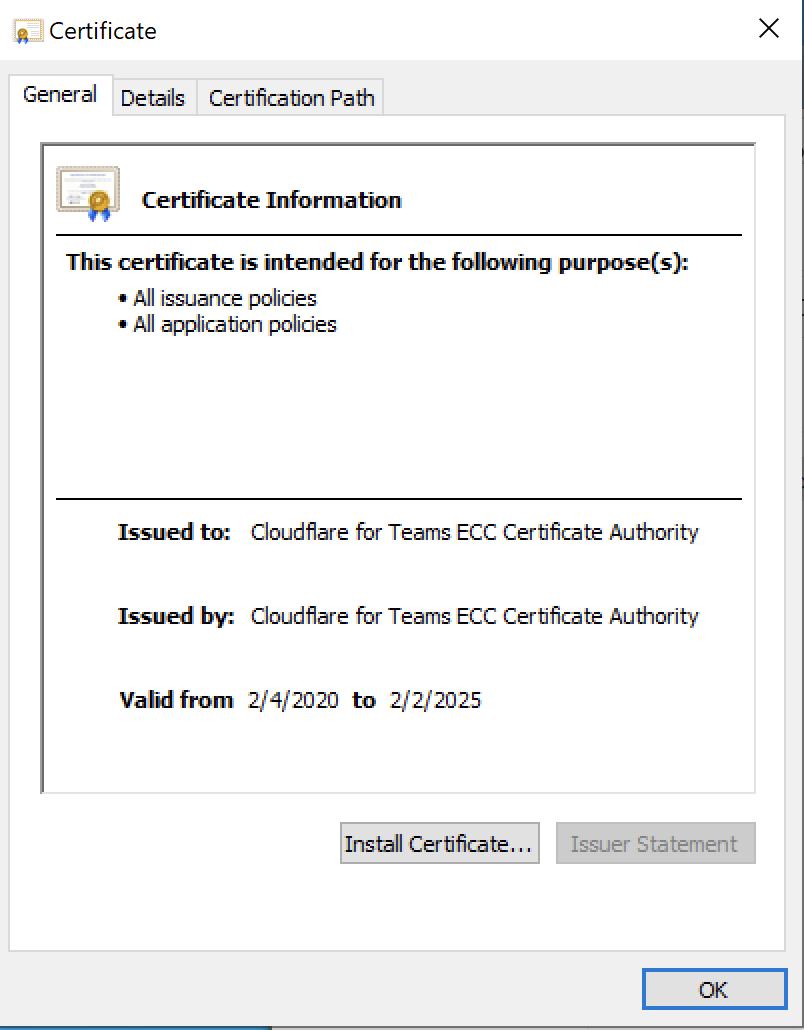 Certificate
General Details Certification Path
Certificate Information
This certificate is intended for the following purpose(s):
• All issuance policies
• All application policies
Issued to: Cloudflare for Teams ECC Certificate Authority
Issued by: Cloudflare for Teams ECC Certificate Authority
Valid from 2/4/2020 to 2/2/2025
Install Certificate... Issuer Statement
OK